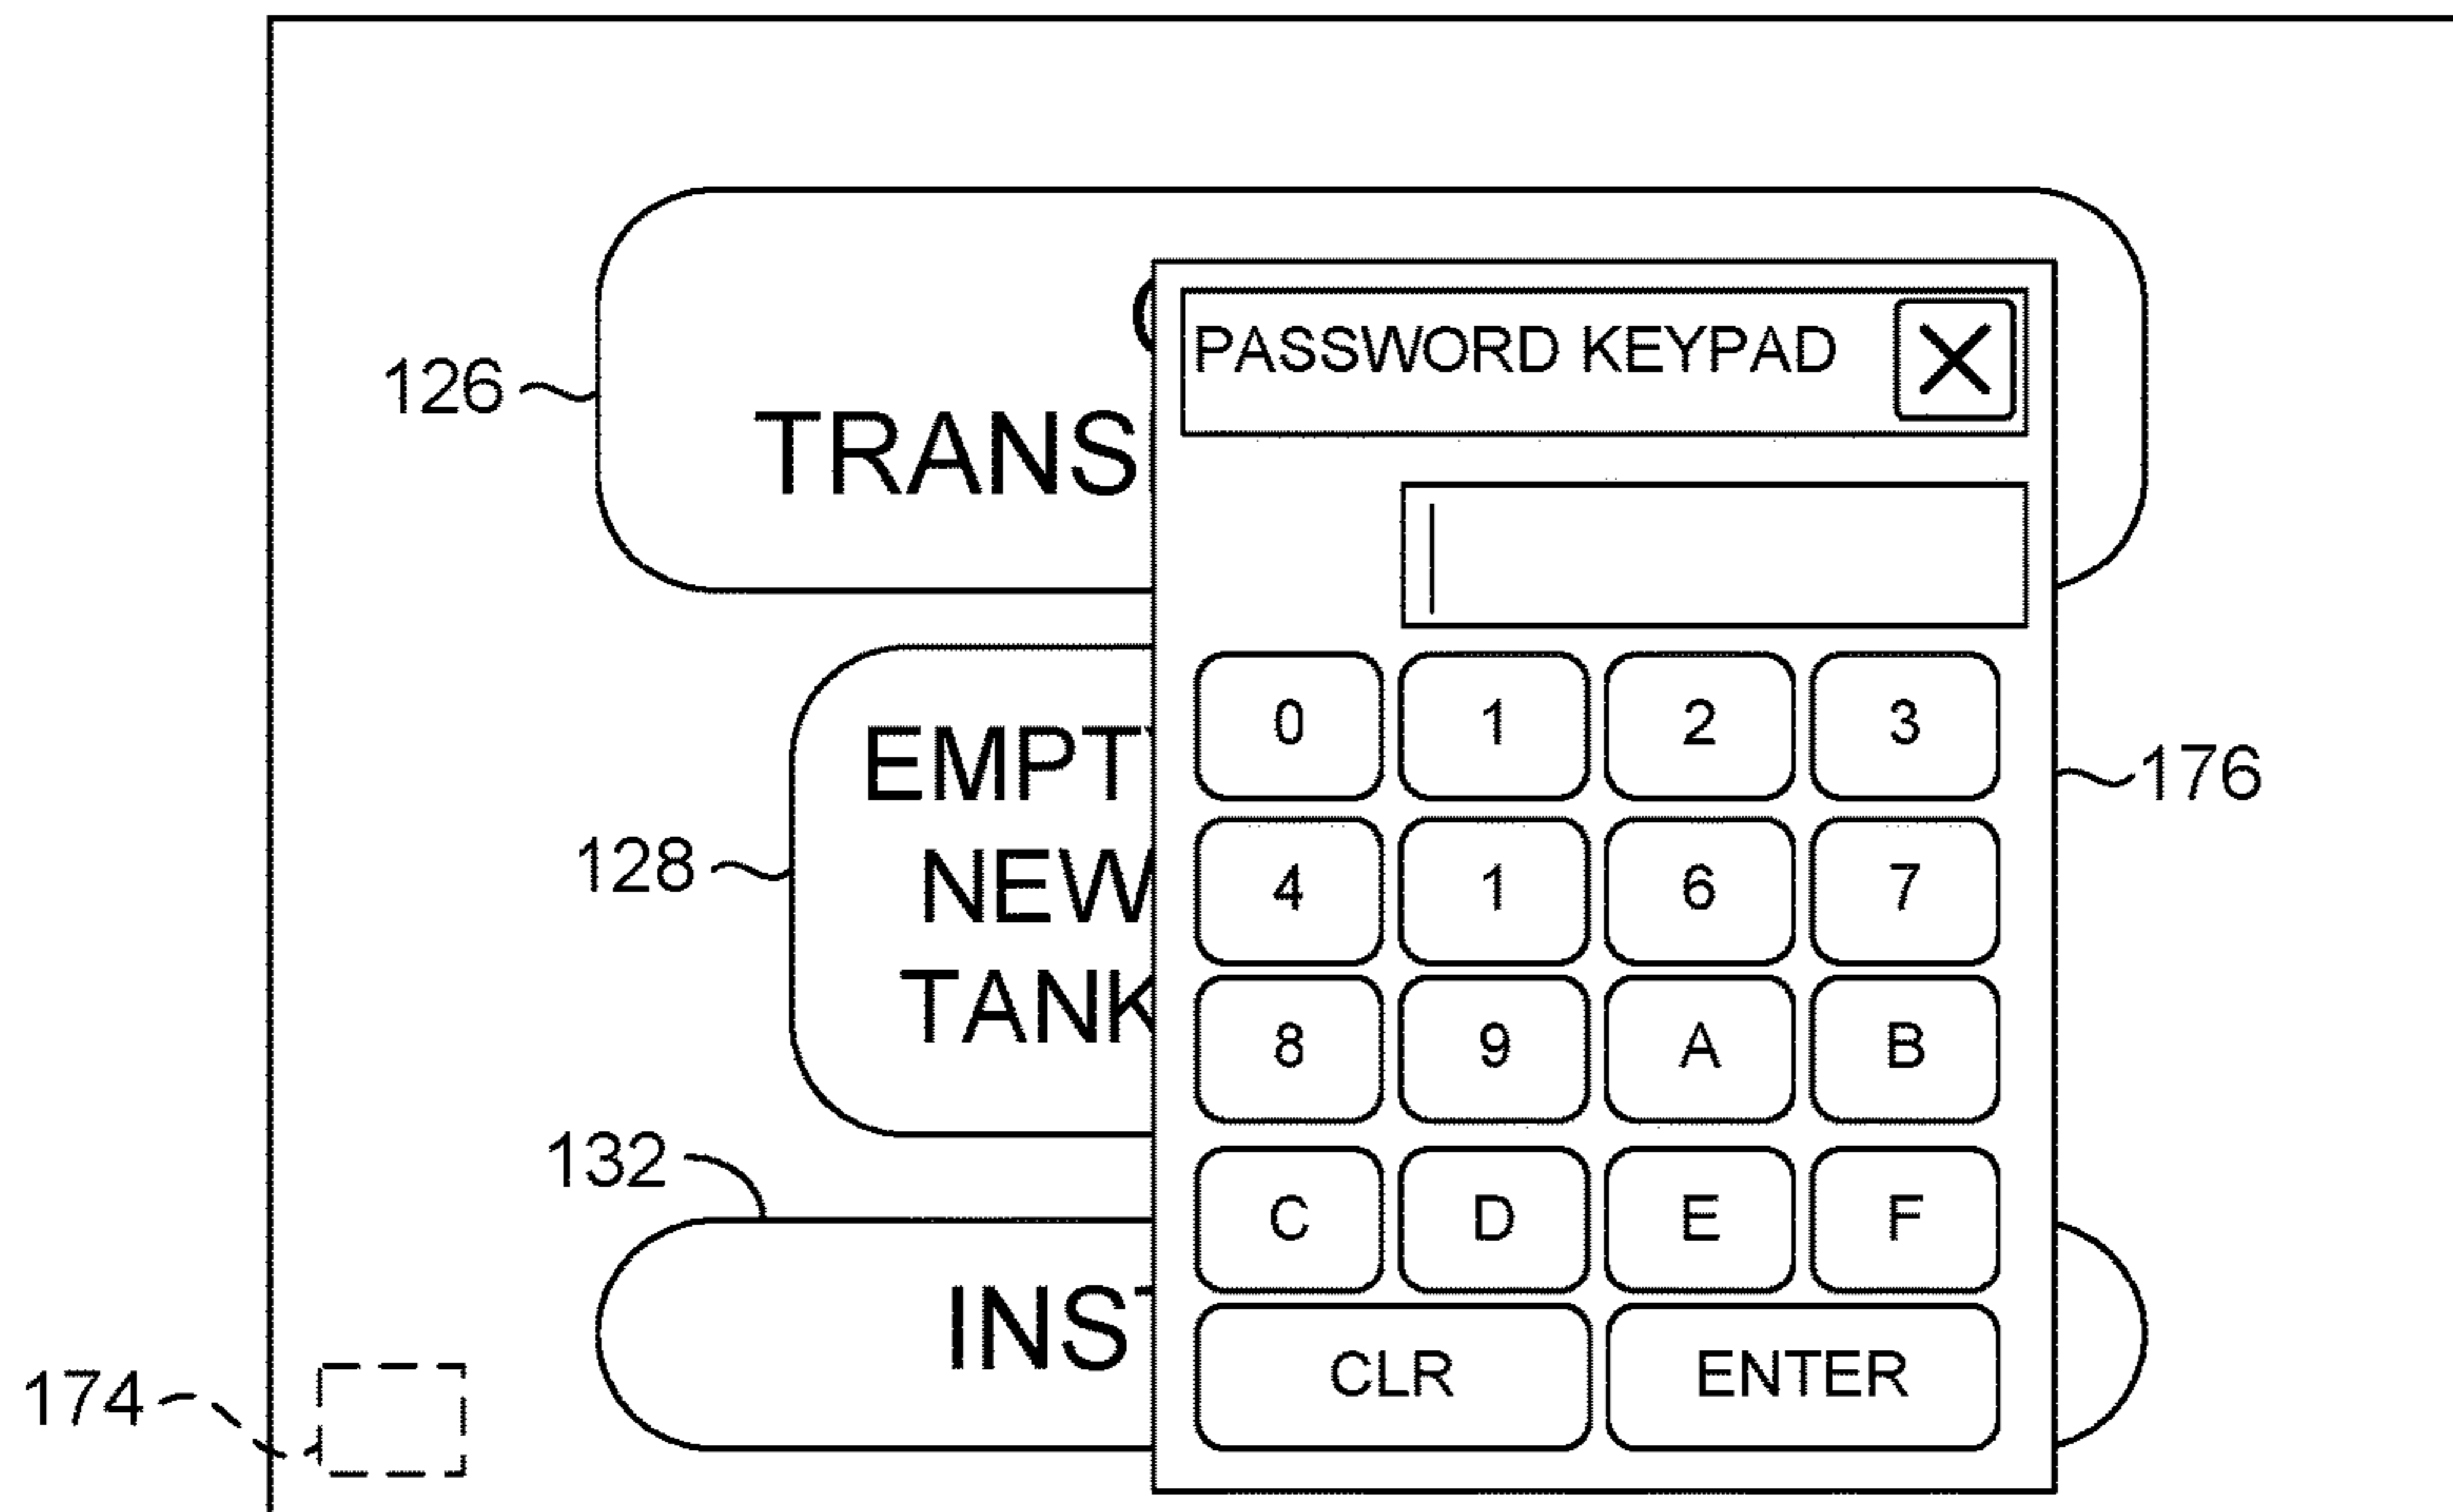 PASSWORD KEYPAD
126
TRANS
0 1 2 3
EMPT
176
128
NEW
4 1 6 7
TANK
8 9 A B
132
C D E F
INST
CLR ENTER
174